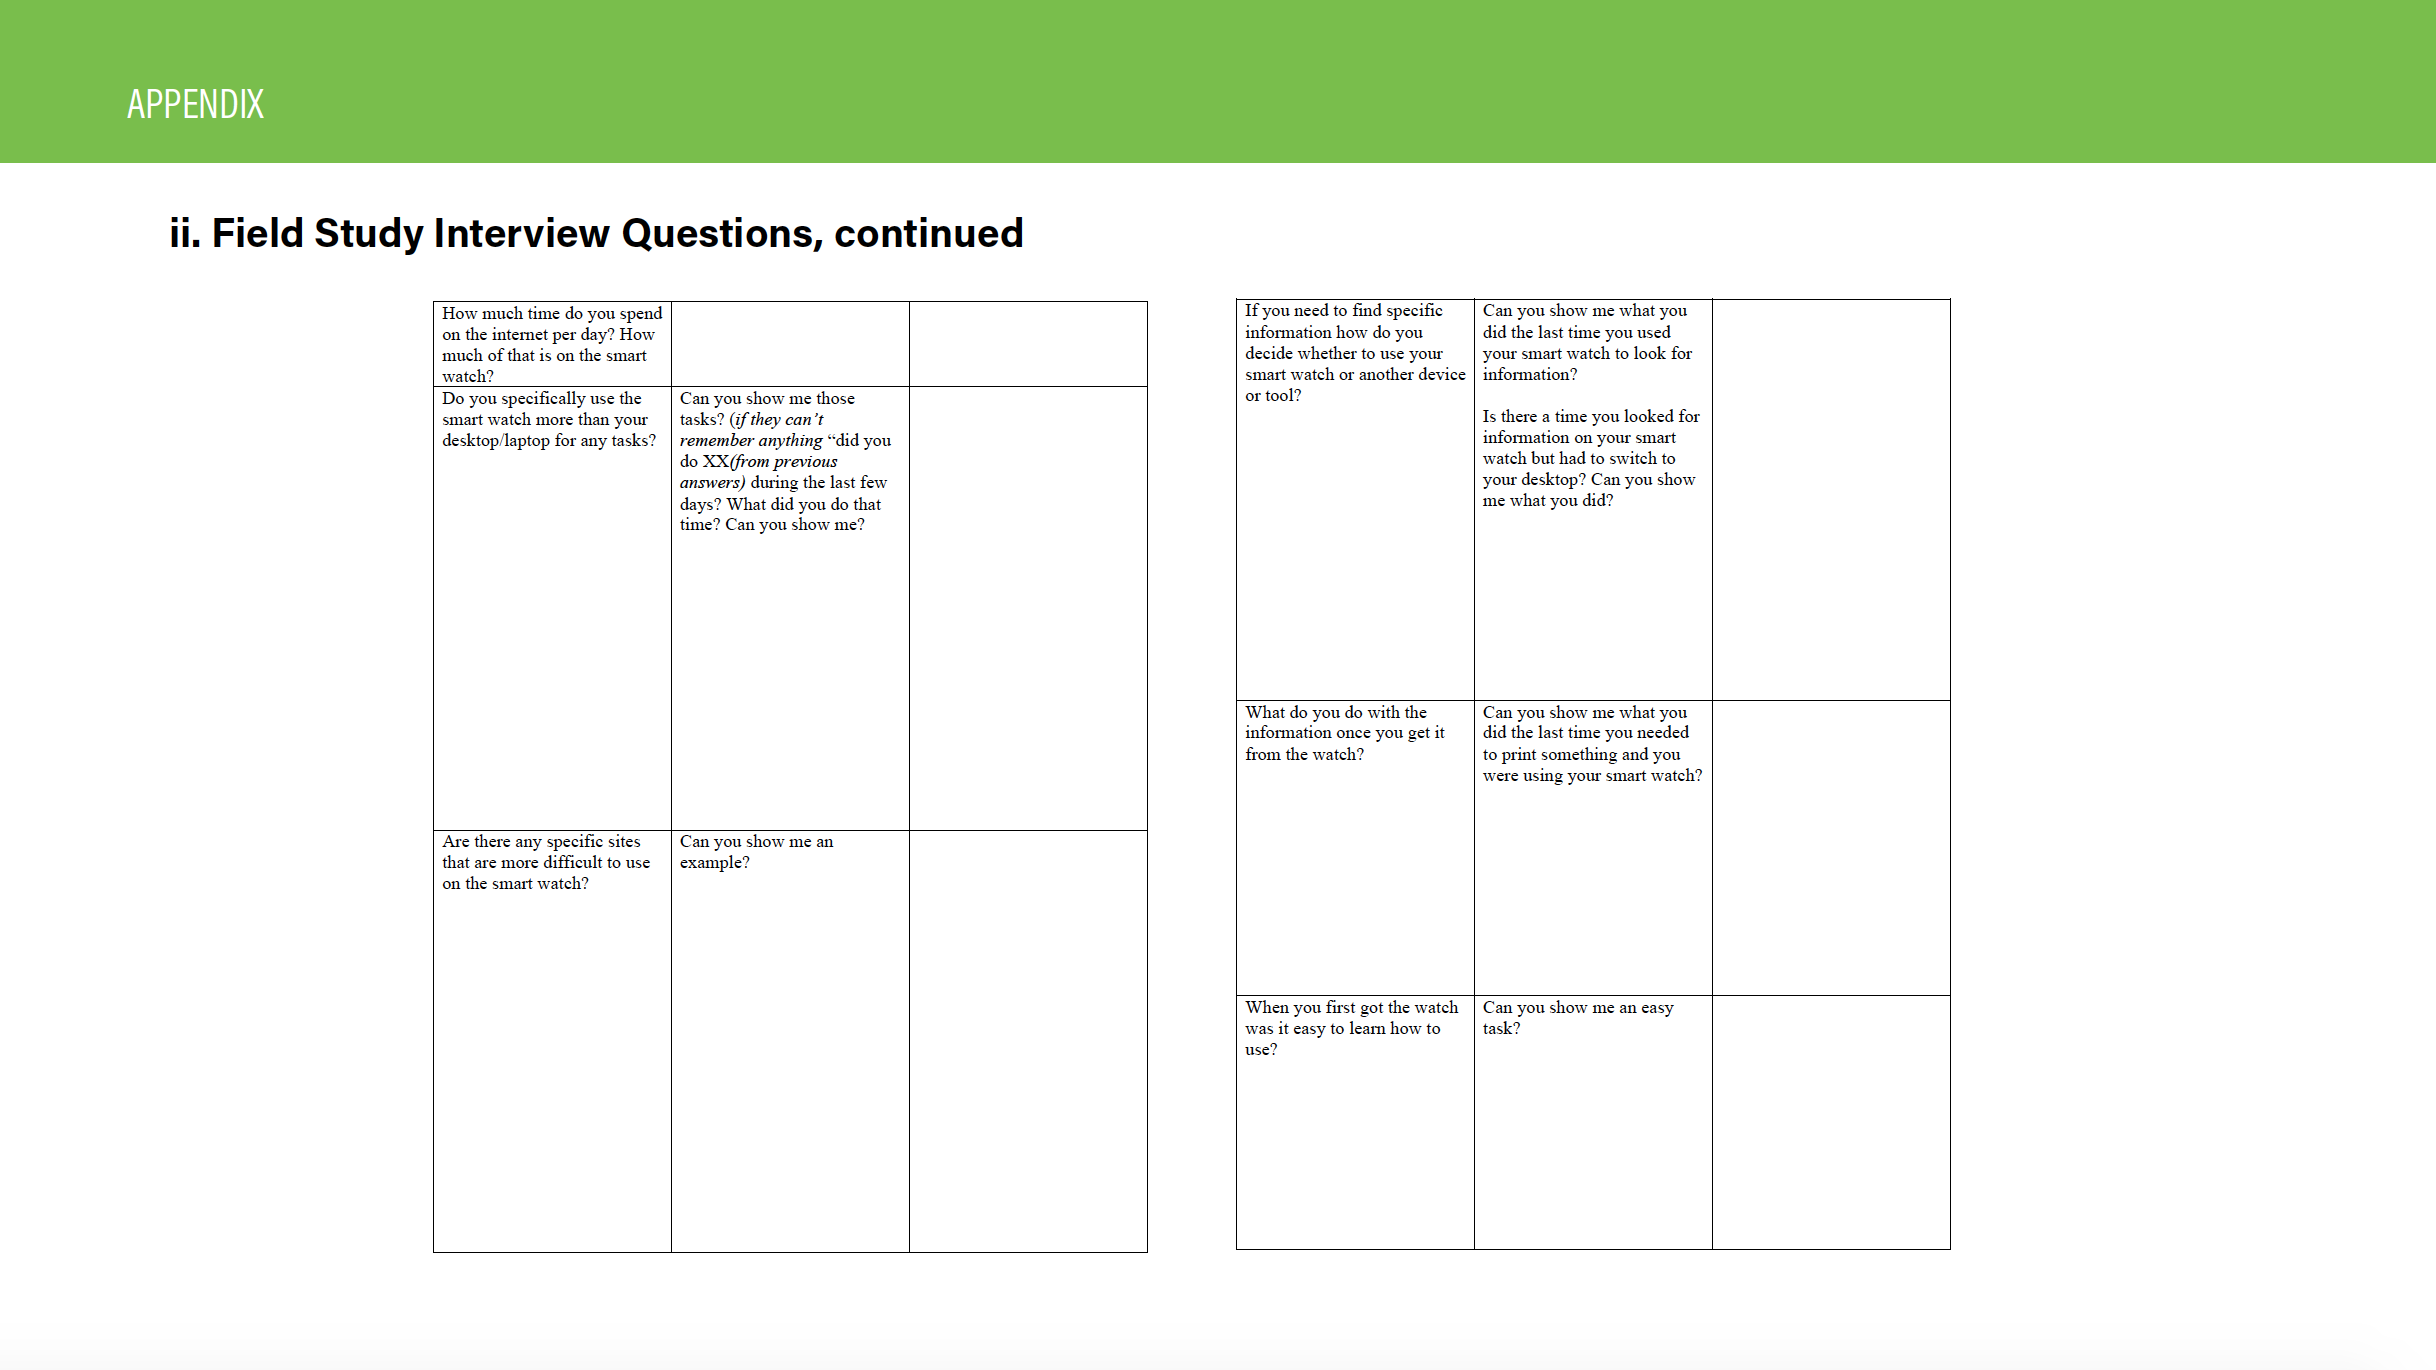 APPENDIX
ii. Field Study Interview Questions, continued
How much time do you spend
on the internet per day? How
much of that is on the smart
watch?
Do you specifically use the
smart watch more than your
desktop/laptop for any tasks?
Can you show me those
tasks? (if they can’t
remember anything “did you
do XX(from previous
answers) during the last few
days? What did you do that
time? Can you show me?
Are there any specific sites
that are more difficult to use
on the smart watch?
Can you show me an
example?
If you need to find specific
information how do you
decide whether to use your
smart watch or another device
or tool?
Can you show me what you
did the last time you used
your smart watch to look for
information?
Is there a time you looked for
information on your smart
watch but had to switch to
your desktop? Can you show
me what you did?
What do you do with the
information once you get it
from the watch?
Can you show me what you
did the last time you needed
to print something and you
were using your smart watch?
When you first got the watch
was it easy to learn how to
use?
Can you show me an easy
task?